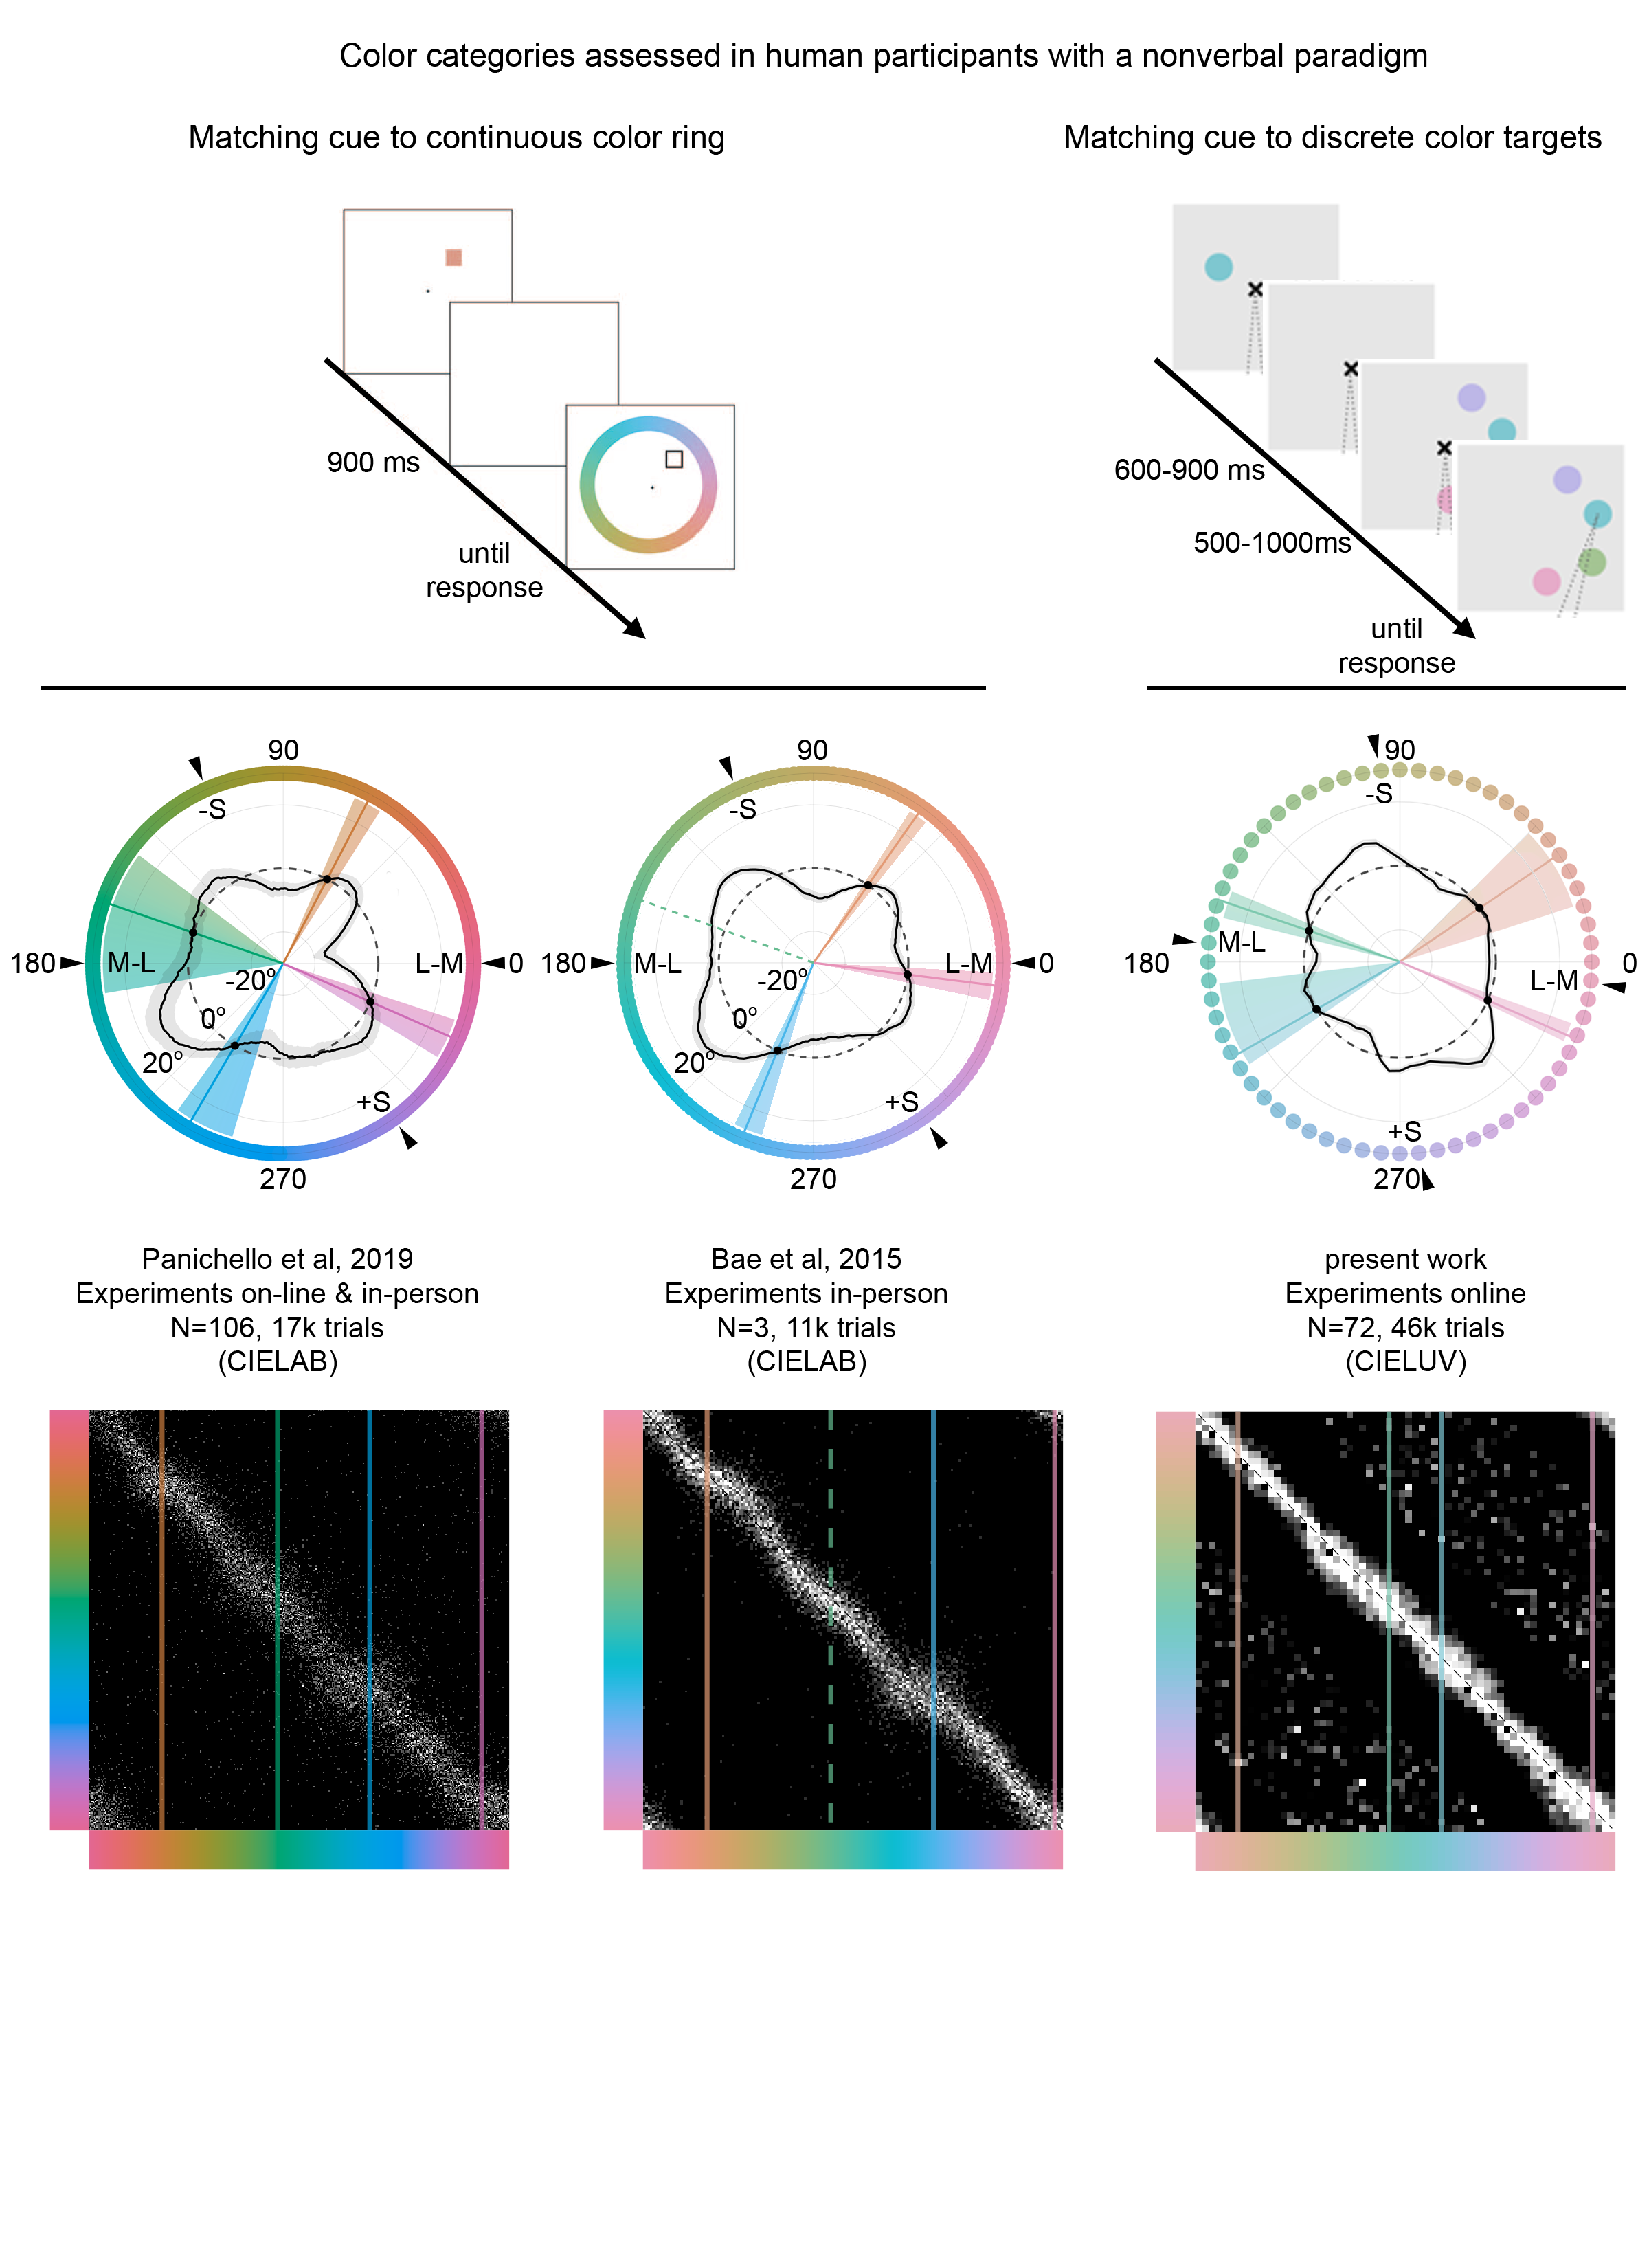 Color categories assessed in human participants with a nonverbal paradigm
Matching cue to continuous color ring
Matching cue to discrete color targets
900 ms
until
response
600-900 ms
500-1000ms
until
response
90
-S
180
M-L
L-M
0
-20°
0°
20°
+S
270
90
-S
180
M-L
L-M
0
-20°
0°
20°
+S
270
90
-S
M-L
180
0
L-M
+S
270
Panichello et al, 2019
Experiments on-line & in-person
N=106, 17k trials
(CIELAB)
Bae et al, 2015
Experiments in-person
N=3, 11k trials
(CIELAB)
present work
Experiments online
N=72, 46k trials
(CIELUV)